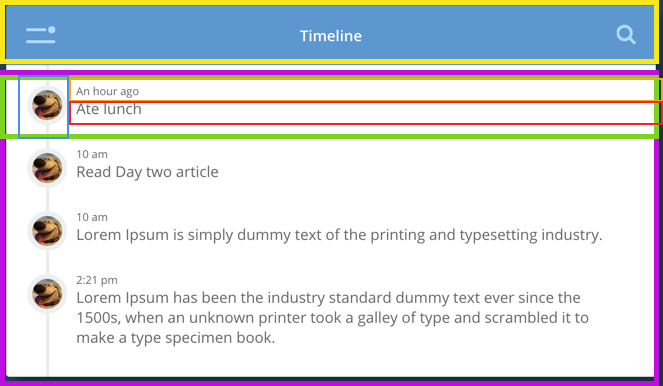 Timeline
An hour ago
Ate lunch
10 am
Read Day two article
10 am
Lorem Ipsum is simply dummy text of the printing and typesetting industry.
2:21 pm
Lorem Ipsum has been the industry standard dummy text ever since the
1500s, when an unknown printer took a galley of type and scrambled it to
make a type specimen book.